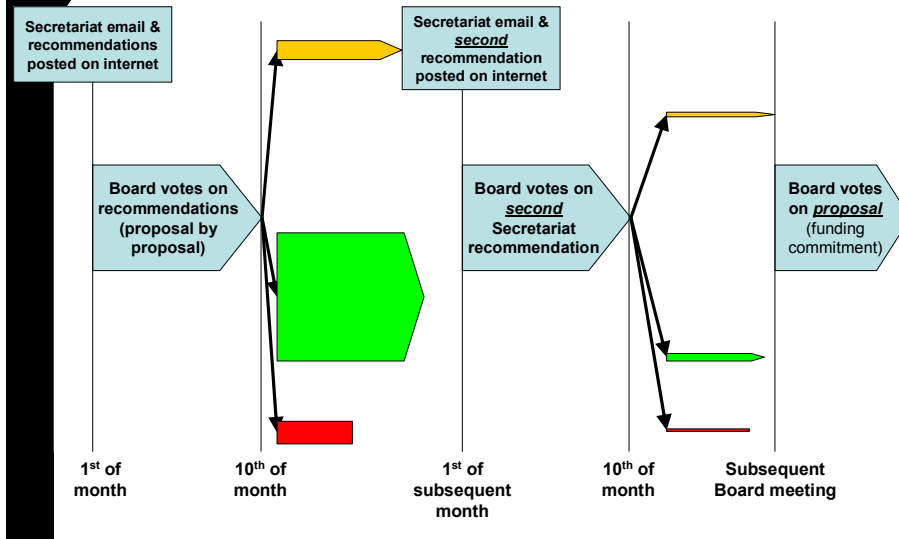 Secretariat email &
recommendations
posted on internet
Secretariat email &
second
recommendation
posted on internet
Board votes on
recommendations
(proposal by
proposal)
Board votes on
second
Secretariat
recommendation
Board votes
on proposal
(funding
commitment)
1st of
month
10th of
month
1st of
subsequent
month
10th of
month
Subsequent
Board meeting